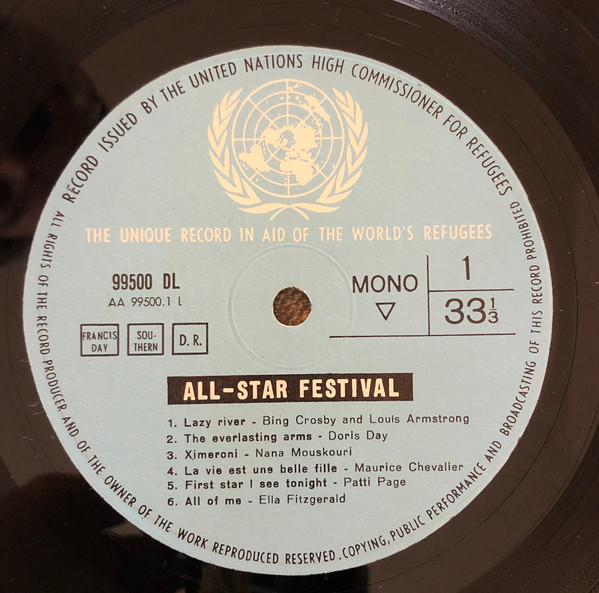 RECORD ISSUED BY THE UNITED NATIONS HIGH COMMISSIONER FOR REFUGEES
THE UNIQUE RECORD IN AID OF THE WORLD'S REFUGEES
99500 DL
AA 99500.1 L
MONO
▽
1
33⅓
FRANCIS DAY
SOU-THERN
D. R.
ALL-STAR FESTIVAL
1. Lazy river - Bing Crosby and Louis Armstrong
2. The everlasting arms - Doris Day
3. Ximeroni - Nana Mouskouri
4. La vie est une belle fille - Maurice Chevalier
5. First star I see tonight - Patti Page
6. All of me - Ella Fitzgerald
ALL RIGHTS OF THE RECORD PRODUCER AND OF THE OWNER OF THE WORK REPRODUCED RESERVED. COPYING, PUBLIC PERFORMANCE AND BROADCASTING OF THIS RECORD PROHIBITED